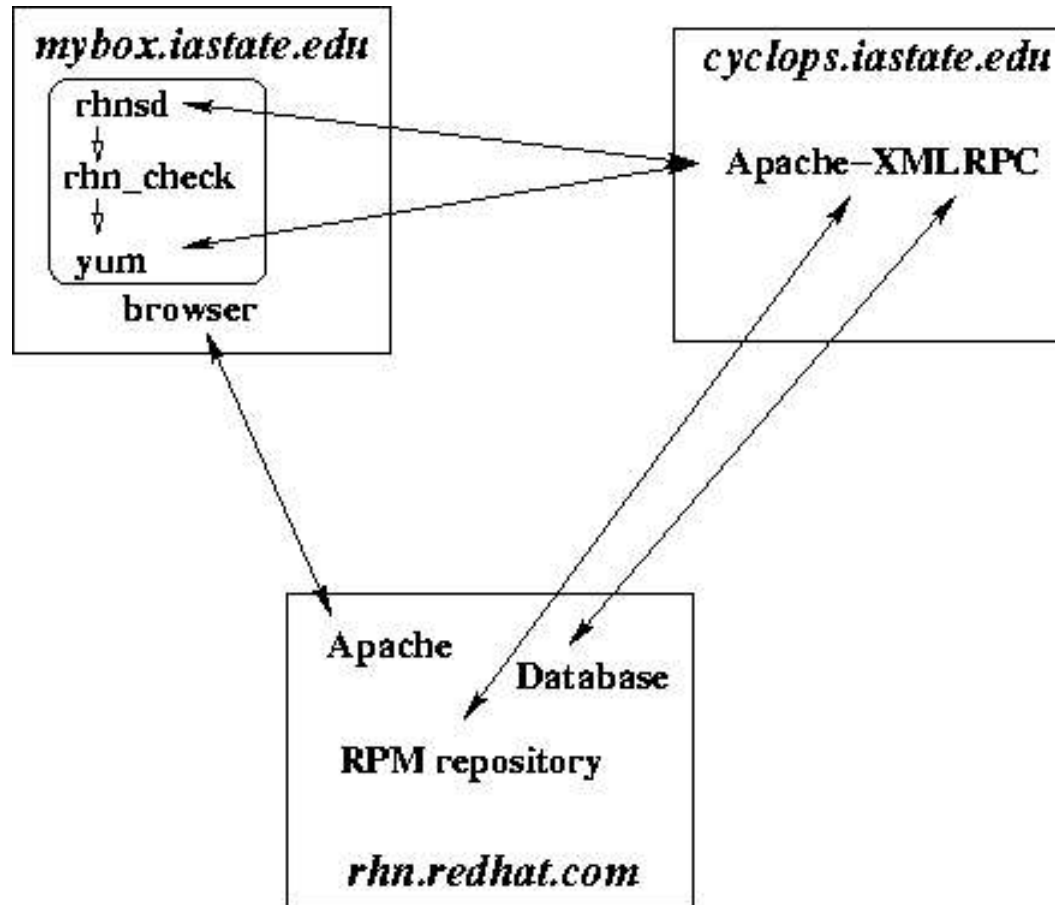 mybox.iastate.edu
rhnsd
rhn_check
yum
browser
cyclops.iastate.edu
Apache-XMLRPC
Apache
Database
RPM repository
rhn.redhat.com